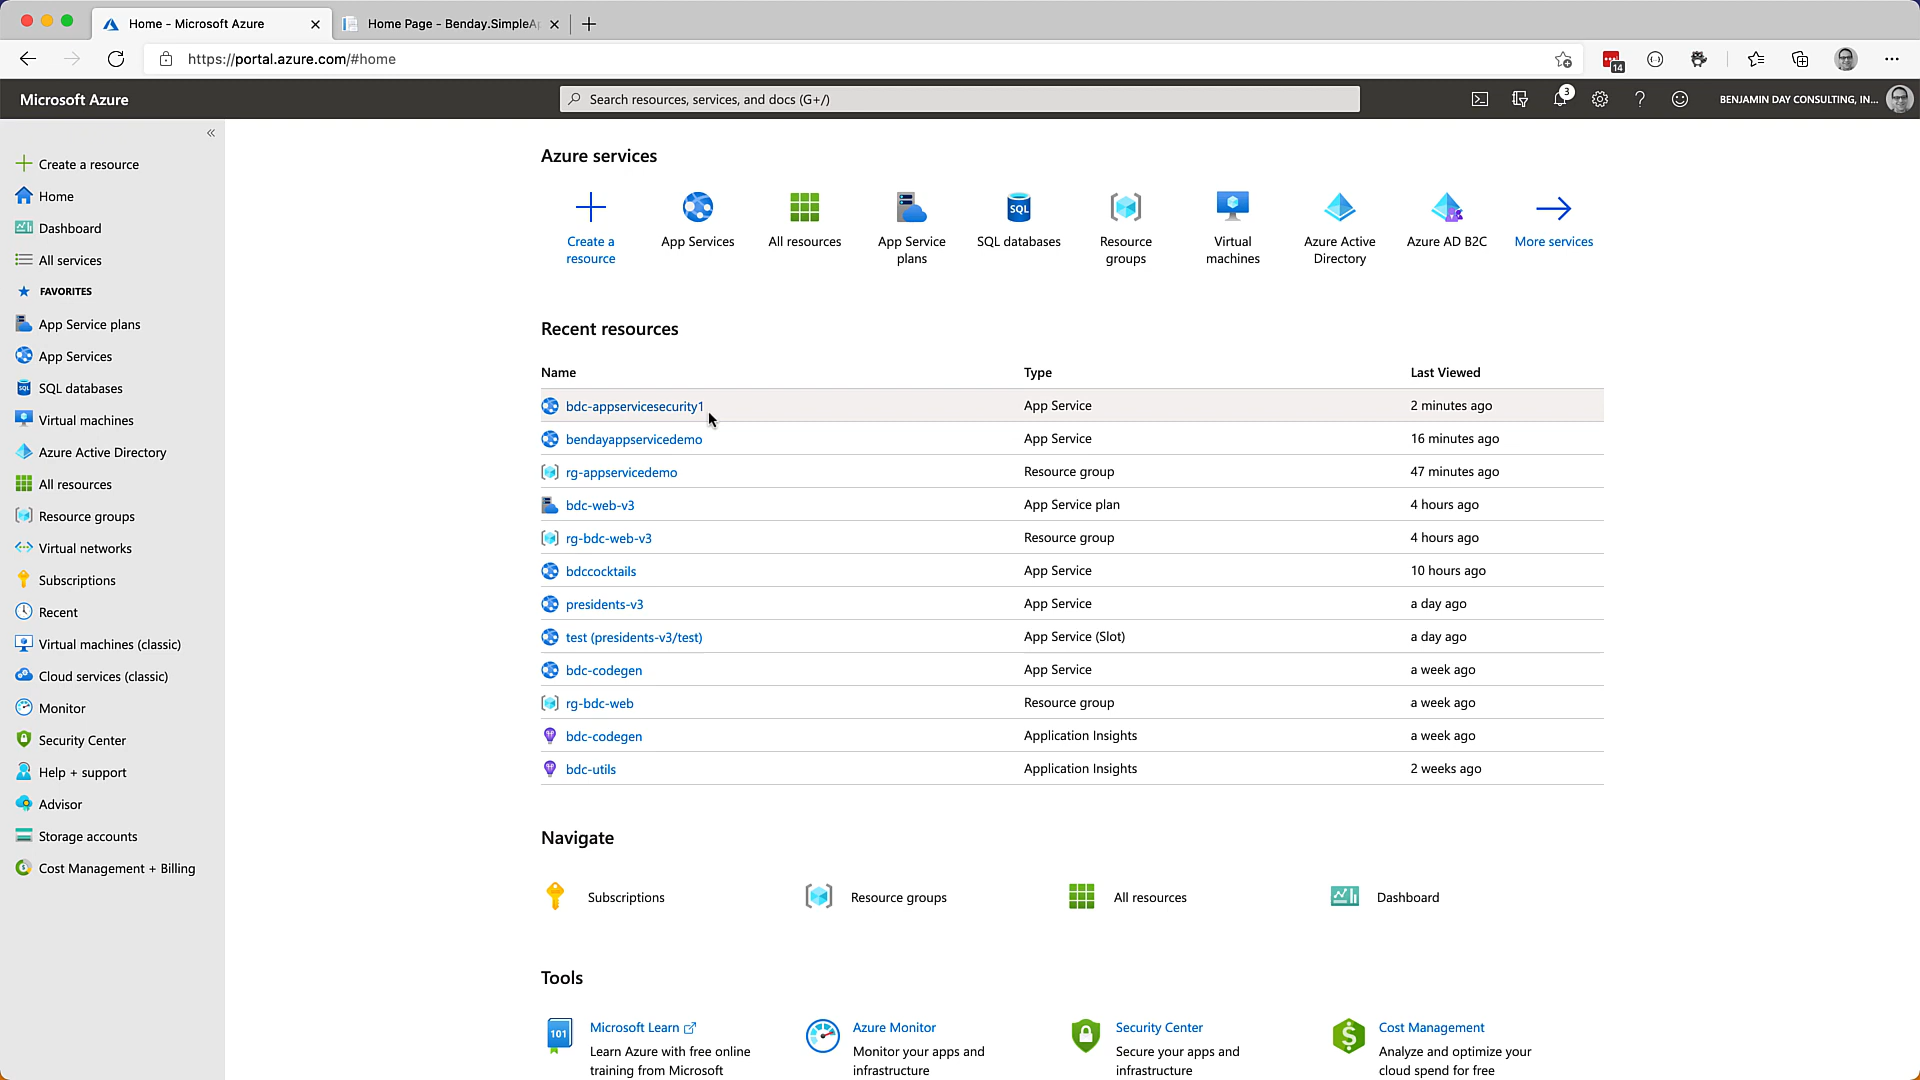 Home - Microsoft Azure
Home Page - Benday.SimpleAp
https://portal.azure.com/#home
14
Microsoft Azure
Search resources, services, and docs (G+/)
3
BENJAMIN DAY CONSULTING, IN...
Create a resource
Home
Dashboard
All services
FAVORITES
App Service plans
App Services
SQL databases
Virtual machines
Azure Active Directory
All resources
Resource groups
Virtual networks
Subscriptions
Recent
Virtual machines (classic)
Cloud services (classic)
Monitor
Security Center
Help + support
Advisor
Storage accounts
Cost Management + Billing
Azure services
Create a
resource
App Services
All resources
App Service
plans
SQL
SQL databases
Resource
groups
Virtual
machines
Azure Active
Directory
Azure AD B2C
More services
Recent resources
Name Type Last Viewed
bdc-appservicesecurity1 App Service 2 minutes ago
bendayappservicedemo App Service 16 minutes ago
rg-appservicedemo Resource group 47 minutes ago
bdc-web-v3 App Service plan 4 hours ago
rg-bdc-web-v3 Resource group 4 hours ago
bdccocktails App Service 10 hours ago
presidents-v3 App Service a day ago
test (presidents-v3/test) App Service (Slot) a day ago
bdc-codegen App Service a week ago
rg-bdc-web Resource group a week ago
bdc-codegen Application Insights a week ago
bdc-utils Application Insights 2 weeks ago
Navigate
Subscriptions
Resource groups
All resources
Dashboard
Tools
101
Microsoft Learn
Learn Azure with free online
training from Microsoft
Azure Monitor
Monitor your apps and
infrastructure
Security Center
Secure your apps and
infrastructure
Cost Management
Analyze and optimize your
cloud spend for free